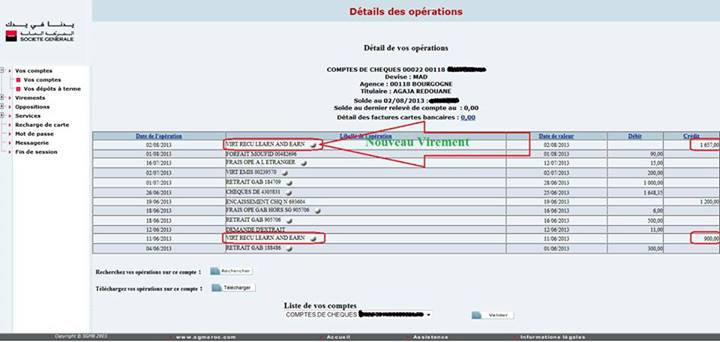 Détails des opérations
يدنا في يدك
الشركة العامة
SOCIETE GENERALE
Détail de vos opérations
COMPTES DE CHEQUES 00022 00118
Devise : MAD
Agence : 00118 BOURGOGNE
Titulaire : AGAJA REDOUANE
Solde au 02/08/2013 :
Solde au dernier relevé de compte au : 0,00
Détail des factures cartes bancaires : 0,00
Vos comptes
Vos comptes
Vos dépôts à terme
Virements
Oppositions
Services
Recharge de carte
Mot de passe
Messagerie
Fin de session
Date de l'opération Libellé de l'opération Date de valeur Débit Crédit
02/08/2013 VIRT RECU LEARN AND EARN 02/08/2013 1 657,00
Nouveau Virement
01/08/2013 FORFAIT MOUFID 00482696 01/08/2013 90,00
16/07/2013 FRAIS OPE A L ETRANGER 12/07/2013 15,00
02/07/2013 VIRT EMIS 00239570 02/07/2013 200,00
01/07/2013 RETRAIT GAB 184709 28/06/2013 1 000,00
26/06/2013 CHEQUES DE 4305831 25/06/2013 1 648,35
19/06/2013 ENCAISSEMENT CHQ N 693604 19/06/2013 1 200,00
18/06/2013 FRAIS OPE GAB HORS SG 905706 16/06/2013 6,00
18/06/2013 RETRAIT GAB 905706 16/06/2013 500,00
12/06/2013 DEMANDE D'EXTRAIT 12/06/2013 11,00
11/06/2013 VIRT RECU LEARN AND EARN 11/06/2013 900,00
04/06/2013 RETRAIT GAB 188486 01/06/2013 300,00
Recherchez vos opérations sur ce compte : Rechercher
Téléchargez vos opérations sur ce compte : Télécharger
Liste de vos comptes
COMPTES DE CHEQUES
Valider
Copyright © SGMB 2003 www.sgmaroc.com Accueil Assistance Informations légales